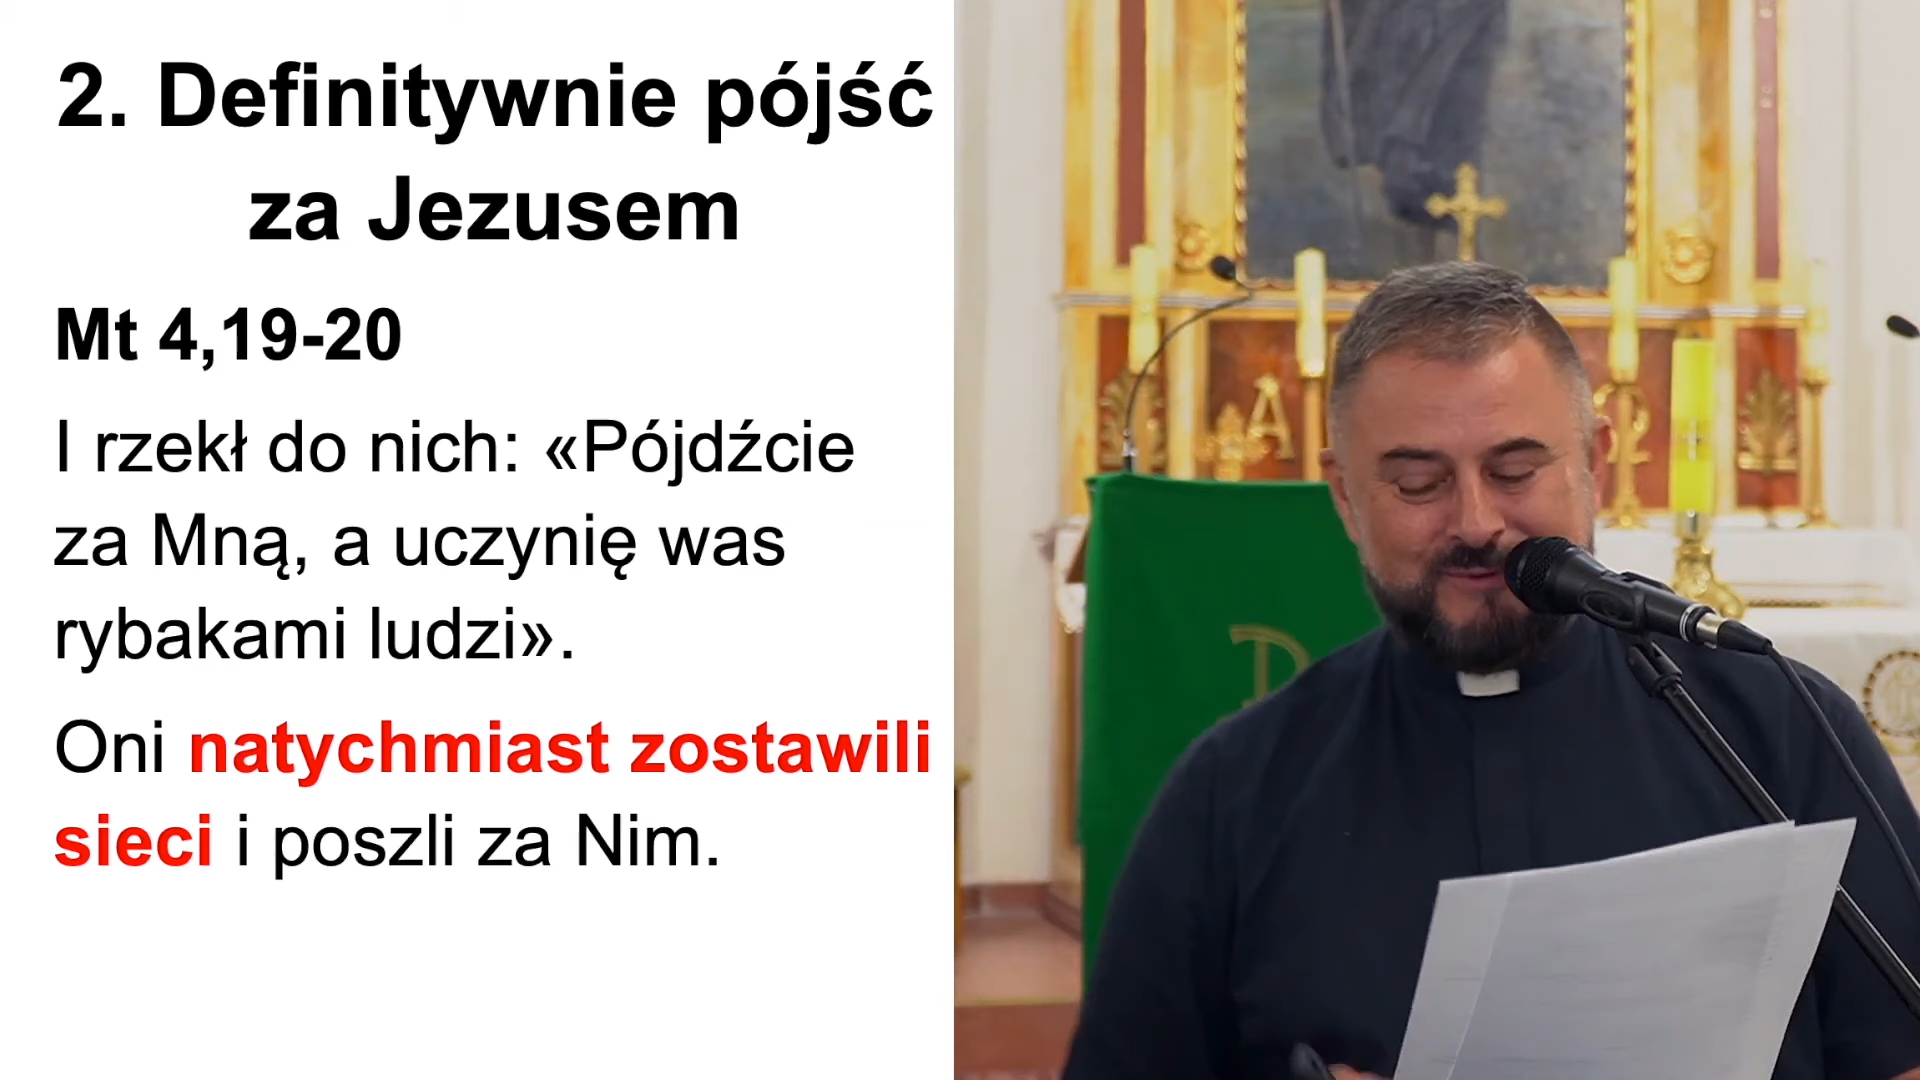 2. Definitywnie pójść
za Jezusem
Mt 4,19-20
I rzekł do nich: «Pójdźcie
za Mną, a uczynię was
rybakami ludzi».
Oni natychmiast zostawili
sieci i poszli za Nim.